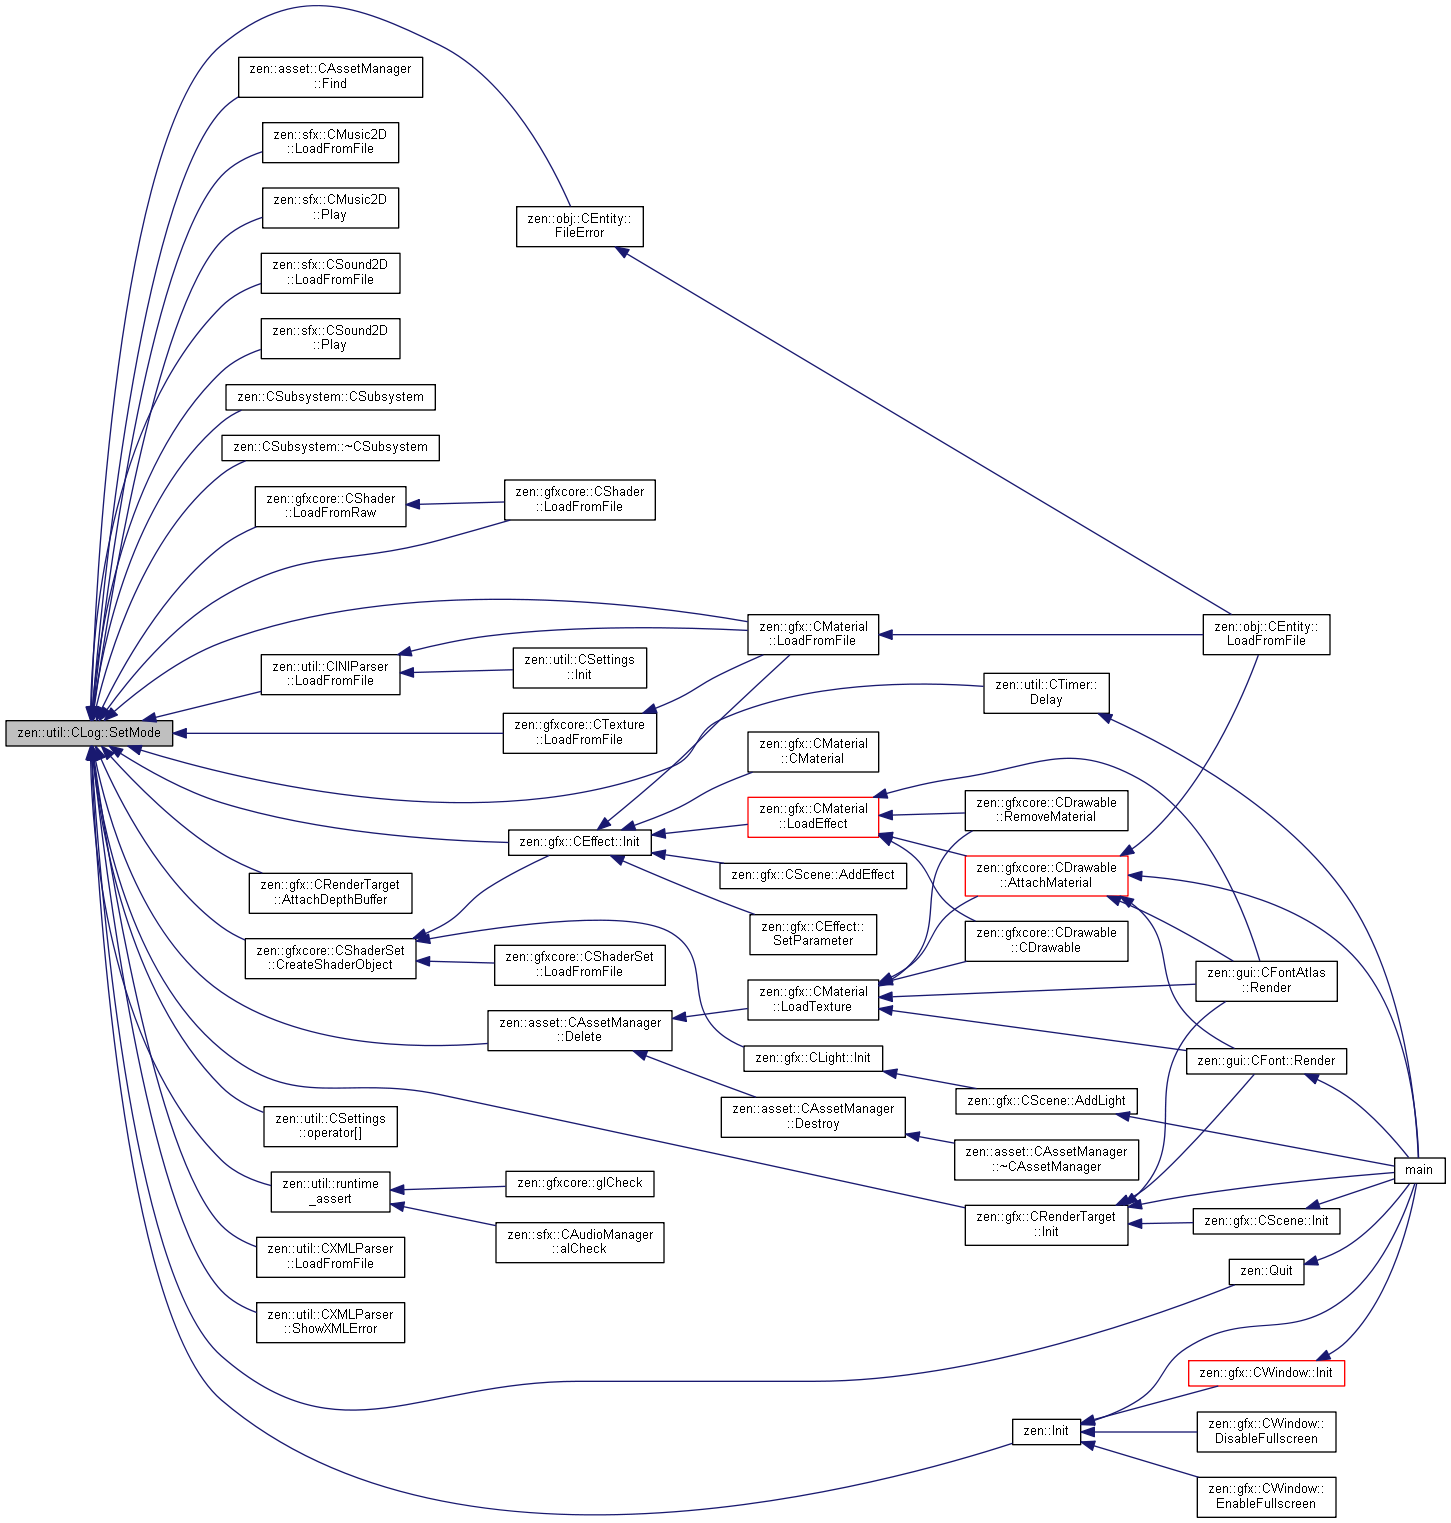 zen::asset::CAssetManager
::Find
zen::sfx::CMusic2D
::LoadFromFile
zen::sfx::CMusic2D
::Play
zen::obj::CEntity::
FileError
zen::sfx::CSound2D
::LoadFromFile
zen::sfx::CSound2D
::Play
zen::CSubsystem::CSubsystem
zen::CSubsystem::~CSubsystem
zen::gfxcore::CShader
::LoadFromRaw
zen::gfxcore::CShader
::LoadFromFile
zen::gfx::CMaterial
::LoadFromFile
zen::obj::CEntity::
LoadFromFile
zen::util::CINIParser
::LoadFromFile
zen::util::CSettings
::Init
zen::util::CTimer::
Delay
zen::util::CLog::SetMode
zen::gfxcore::CTexture
::LoadFromFile
zen::gfx::CMaterial
::CMaterial
zen::gfx::CMaterial
::LoadEffect
zen::gfxcore::CDrawable
::RemoveMaterial
zen::gfx::CEffect::Init
zen::gfx::CScene::AddEffect
zen::gfxcore::CDrawable
::AttachMaterial
zen::gfx::CRenderTarget
::AttachDepthBuffer
zen::gfx::CEffect::
SetParameter
zen::gfxcore::CDrawable
::CDrawable
zen::gfxcore::CShaderSet
::CreateShaderObject
zen::gfxcore::CShaderSet
::LoadFromFile
zen::gui::CFontAtlas
::Render
zen::gfx::CMaterial
::LoadTexture
zen::asset::CAssetManager
::Delete
zen::gfx::CLight::Init
zen::gui::CFont::Render
zen::gfx::CScene::AddLight
zen::asset::CAssetManager
::Destroy
zen::util::CSettings
::operator[]
zen::asset::CAssetManager
::~CAssetManager
main
zen::util::runtime
_assert
zen::gfxcore::glCheck
zen::gfx::CRenderTarget
::Init
zen::gfx::CScene::Init
zen::sfx::CAudioManager
::alCheck
zen::util::CXMLParser
::LoadFromFile
zen::Quit
zen::util::CXMLParser
::ShowXMLError
zen::gfx::CWindow::Init
zen::Init
zen::gfx::CWindow::
DisableFullscreen
zen::gfx::CWindow::
EnableFullscreen